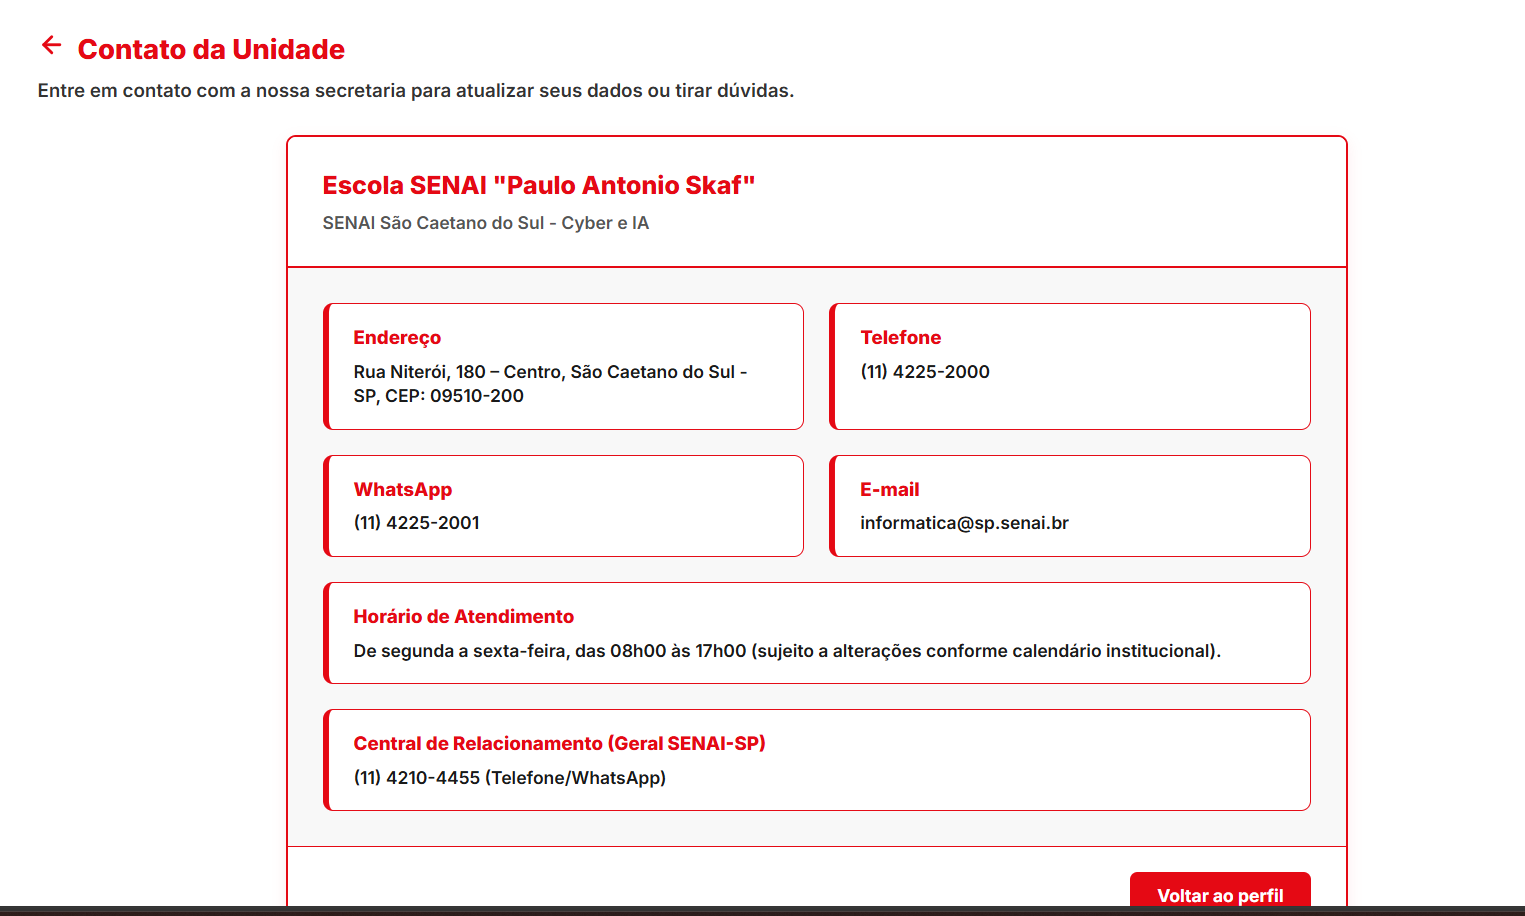 Contato da Unidade
Entre em contato com a nossa secretaria para atualizar seus dados ou tirar dúvidas.
Escola SENAI "Paulo Antonio Skaf"
SENAI São Caetano do Sul - Cyber e IA
Endereço
Rua Niterói, 180 – Centro, São Caetano do Sul -
SP, CEP: 09510-200
Telefone
(11) 4225-2000
WhatsApp
(11) 4225-2001
E-mail
informatica@sp.senai.br
Horário de Atendimento
De segunda a sexta-feira, das 08h00 às 17h00 (sujeito a alterações conforme calendário institucional).
Central de Relacionamento (Geral SENAI-SP)
(11) 4210-4455 (Telefone/WhatsApp)
Voltar ao perfil